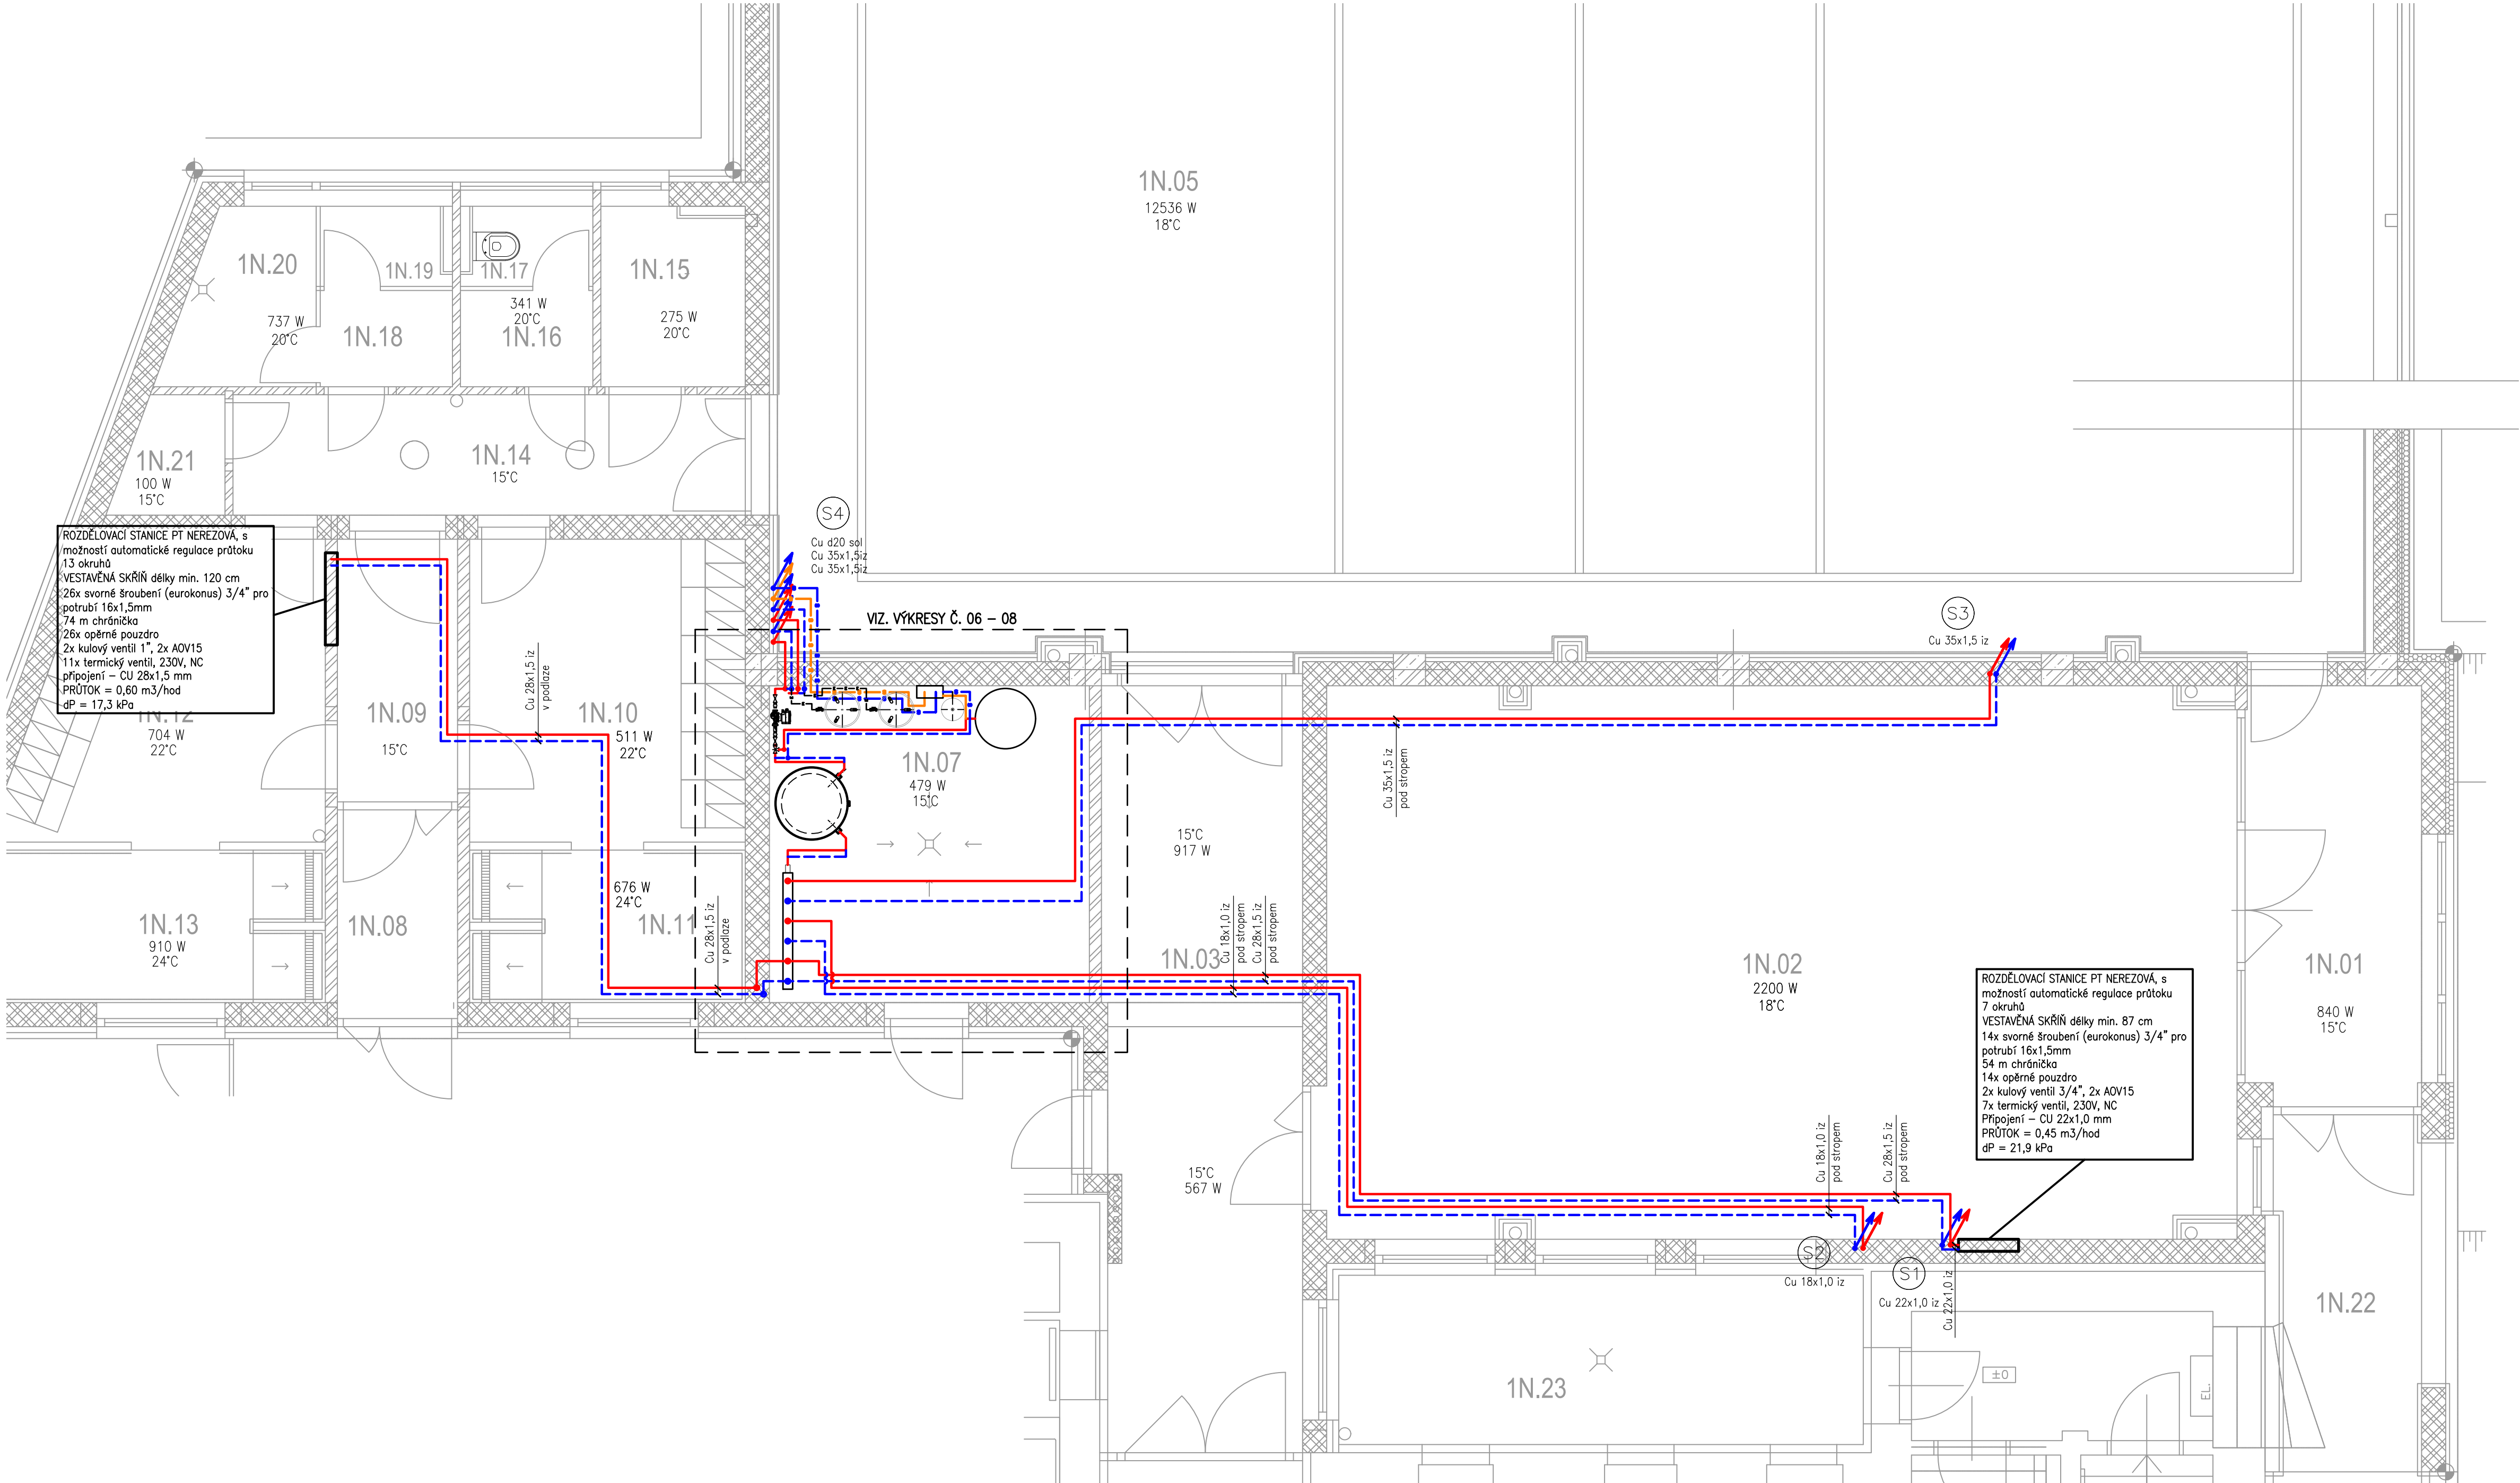 1N.05
12536 W
18°C
1N.20
737 W
20°C
1N.19
1N.18
1N.17
341 W
20°C
1N.16
1N.15
275 W
20°C
1N.21
100 W
15°C
1N.14
15°C
S4
Cu d20 sol
Cu 35x1,5iz
Cu 35x1,5iz
ROZDĚLOVACÍ STANICE PT NEREZOVÁ, s
možností automatické regulace průtoku
13 okruhů
VESTAVĚNÁ SKŘÍŇ délky min. 120 cm
26x svorné šroubení (eurokonus) 3/4" pro
potrubí 16x1,5mm
74 m chránička
26x opěrné pouzdro
2x kulový ventil 1", 2x AOV15
11x termický ventil, 230V, NC
připojení – CU 28x1,5 mm
PRŮTOK = 0,60 m3/hod
dP = 17,3 kPa
VIZ. VÝKRESY Č. 06 – 08
S3
Cu 35x1,5 iz
1N.12
704 W
22°C
1N.09
15°C
Cu 28x1,5 iz
v podlaze
1N.10
511 W
22°C
1N.07
479 W
15°C
Cu 35x1,5 iz
pod stropem
15°C
917 W
1N.13
910 W
24°C
1N.08
676 W
24°C
1N.11
Cu 28x1,5 iz
v podlaze
1N.03
Cu 18x1,0 iz
pod stropem
Cu 28x1,5 iz
pod stropem
1N.02
2200 W
18°C
1N.01
840 W
15°C
ROZDĚLOVACÍ STANICE PT NEREZOVÁ, s
možností automatické regulace průtoku
7 okruhů
VESTAVĚNÁ SKŘÍŇ délky min. 87 cm
14x svorné šroubení (eurokonus) 3/4" pro
potrubí 16x1,5mm
54 m chránička
14x opěrné pouzdro
2x kulový ventil 3/4", 2x AOV15
7x termický ventil, 230V, NC
Připojení – CU 22x1,0 mm
PRŮTOK = 0,45 m3/hod
dP = 21,9 kPa
15°C
567 W
Cu 18x1,0 iz
pod stropem
Cu 28x1,5 iz
pod stropem
S2
Cu 18x1,0 iz
S1
Cu 22x1,0 iz
Cu 22x1,0 iz
1N.22
1N.23
±0
EL.